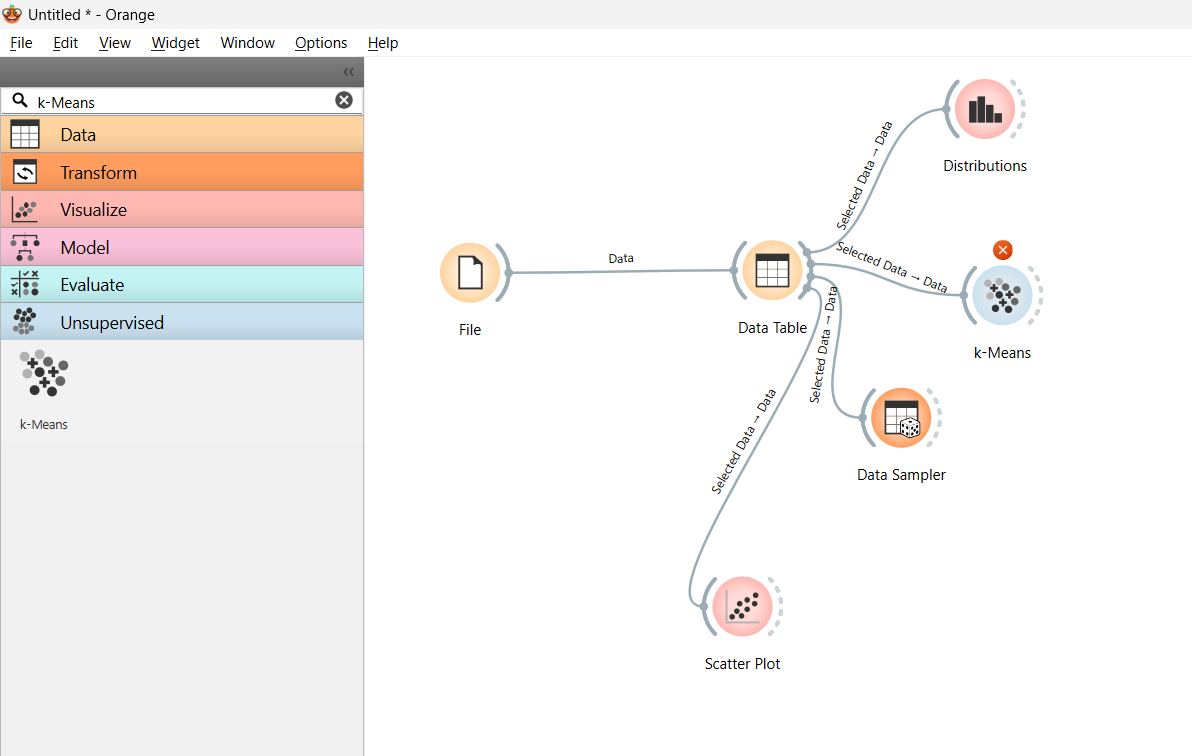 Untitled * - Orange
File Edit View Widget Window Options Help
k-Means
Data
Transform
Visualize
Model
Evaluate
Unsupervised
k-Means
File
Data
Data Table
Selected Data → Data
Distributions
Selected Data → Data
k-Means
Selected Data → Data
Data Sampler
Selected Data → Data
Scatter Plot